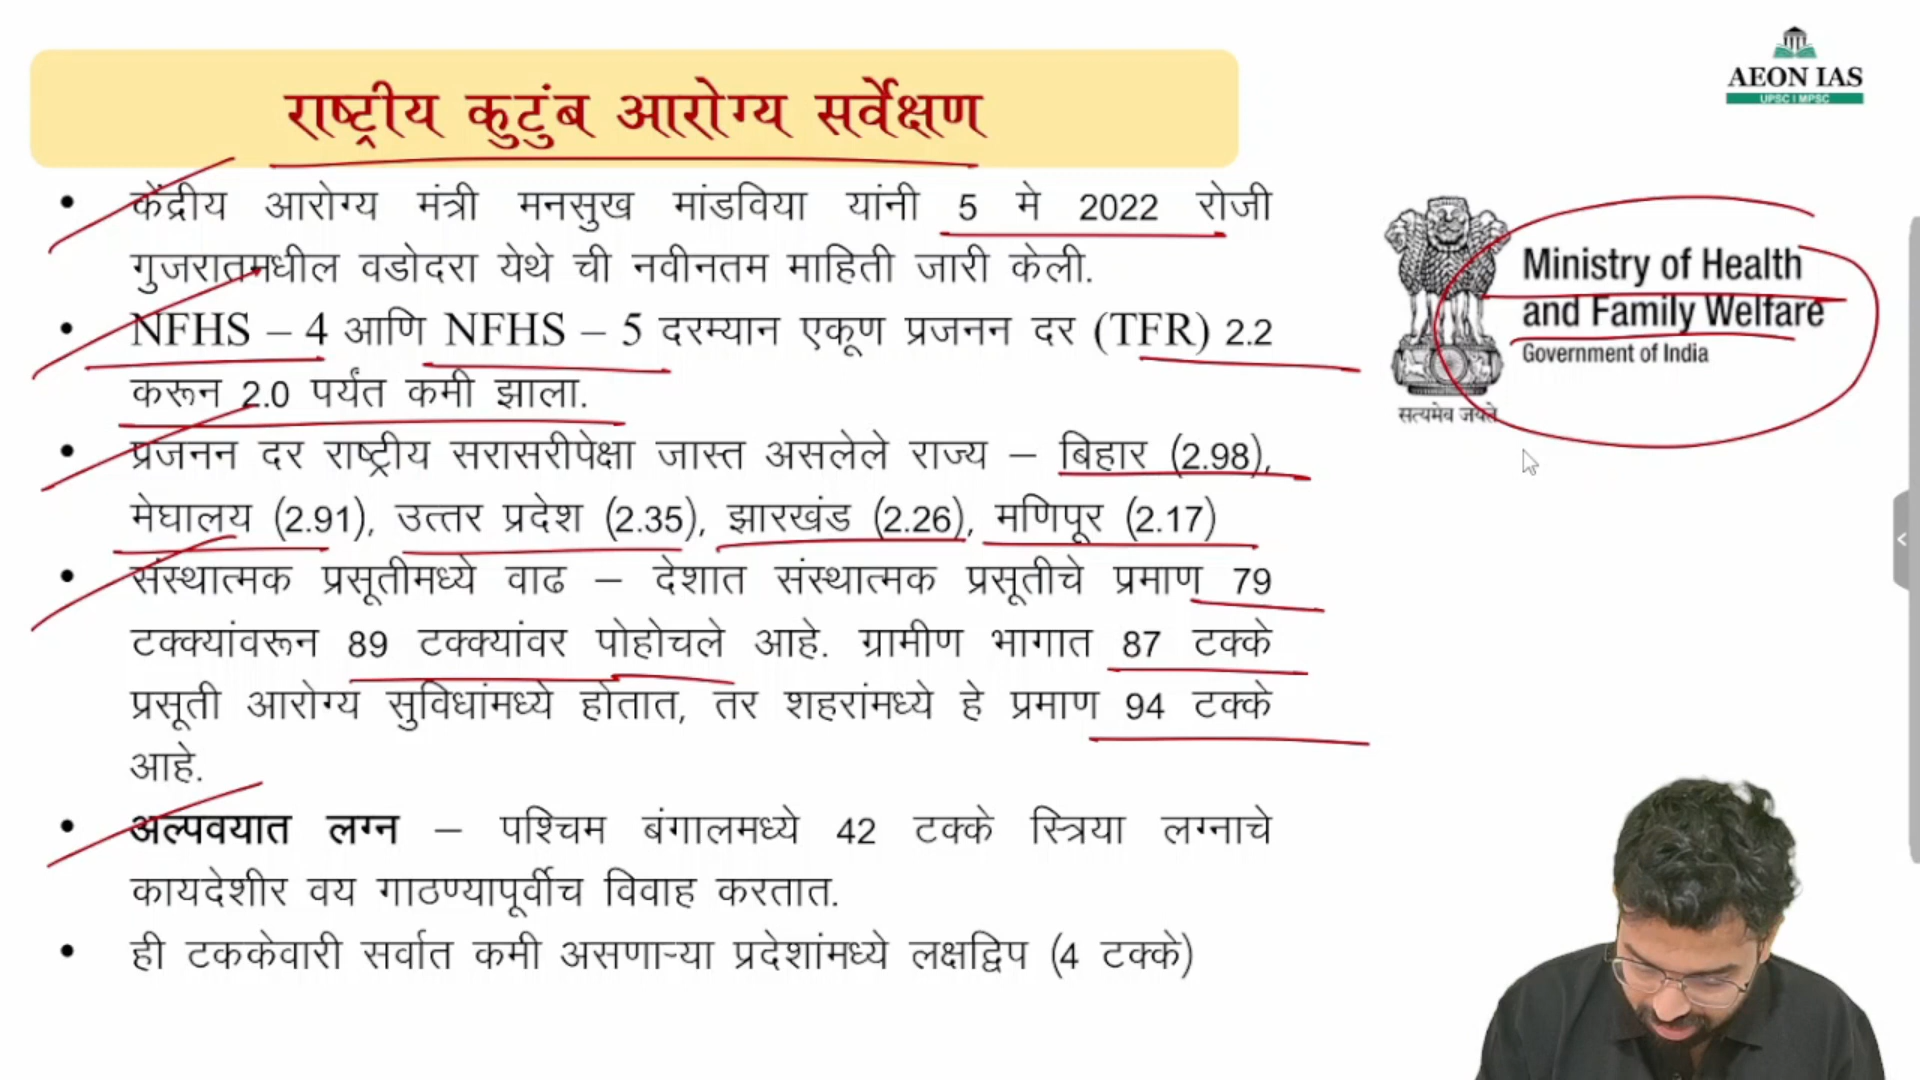 AEON IAS
UPSC | MPSC
राष्ट्रीय कुटुंब आरोग्य सर्वेक्षण
• केंद्रीय आरोग्य मंत्री मनसुख मांडविया यांनी 5 मे 2022 रोजी
गुजरातमधील वडोदरा येथे ची नवीनतम माहिती जारी केली.
• NFHS – 4 आणि NFHS – 5 दरम्यान एकूण प्रजनन दर (TFR) 2.2
करून 2.0 पर्यंत कमी झाला.
• प्रजनन दर राष्ट्रीय सरासरीपेक्षा जास्त असलेले राज्य – बिहार (2.98),
मेघालय (2.91), उत्तर प्रदेश (2.35), झारखंड (2.26), मणिपूर (2.17)
• संस्थात्मक प्रसूतीमध्ये वाढ – देशात संस्थात्मक प्रसूतीचे प्रमाण 79
टक्क्यांवरून 89 टक्क्यांवर पोहोचले आहे. ग्रामीण भागात 87 टक्के
प्रसूती आरोग्य सुविधांमध्ये होतात, तर शहरांमध्ये हे प्रमाण 94 टक्के
आहे.
• अल्पवयात लग्न – पश्चिम बंगालमध्ये 42 टक्के स्त्रिया लग्नाचे
कायदेशीर वय गाठण्यापूर्वीच विवाह करतात.
• ही टककेवारी सर्वात कमी असणाऱ्या प्रदेशांमध्ये लक्षद्विप (4 टक्के)
Ministry of Health
and Family Welfare
Government of India
सत्यमेव जयते